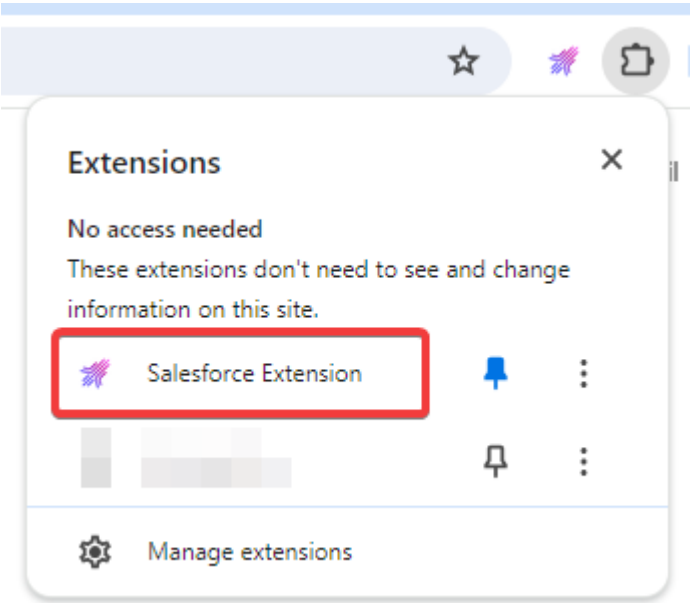 Extensions
il
No access needed
These extensions don't need to see and change
information on this site.
Salesforce Extension
Manage extensions